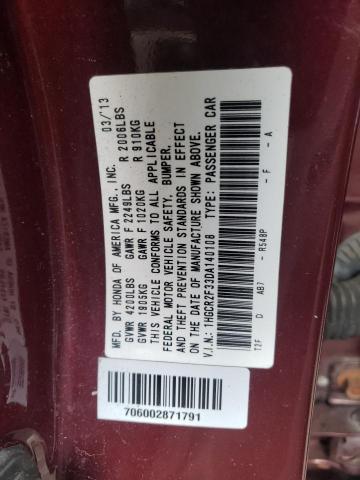 MFD. BY HONDA OF AMERICA MFG., INC. 03/13
GVWR 4200LBS GAWR F 2249LBS R 2006LBS
GVWR 1905KG GAWR F 1020KG R 910KG
THIS VEHICLE CONFORMS TO ALL APPLICABLE
FEDERAL MOTOR VEHICLE SAFETY, BUMPER,
AND THEFT PREVENTION STANDARDS IN EFFECT
ON THE DATE OF MANUFACTURE SHOWN ABOVE.
V.I.N.: 1HGCR2F33DA140108 TYPE: PASSENGER CAR
T2F D AB7 - R548P - F - A
706002871791